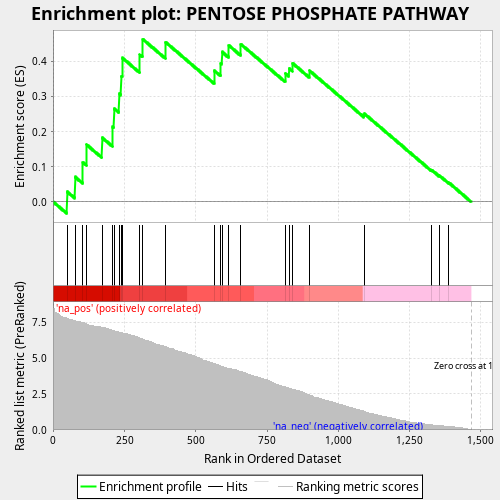 Enrichment plot: PENTOSE PHOSPHATE PATHWAY
Enrichment score (ES)
0.4
0.3
0.2
0.1
0.0
'na_pos' (positively correlated)
Ranked list metric (PreRanked)
7.5
5.0
2.5
0.0
Zero cross at 1
'na_neg' (negatively correlated)
0
250
500
750
1,000
1,250
1,500
Rank in Ordered Dataset
Enrichment profile
Hits
Ranking metric scores